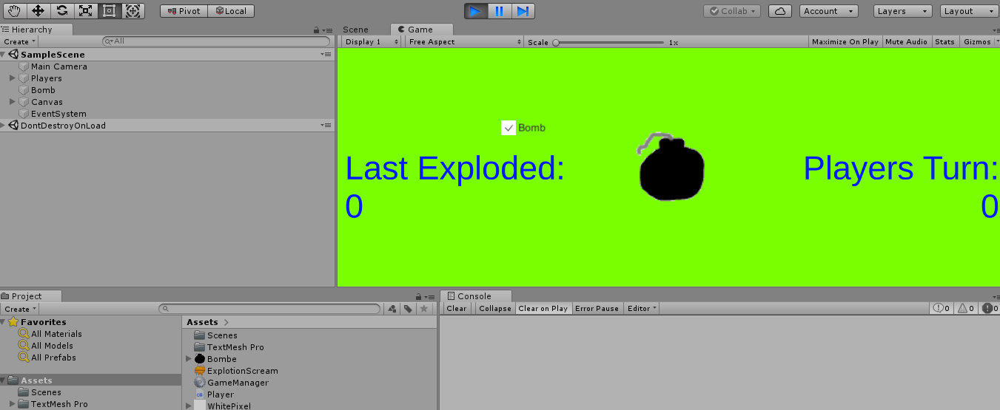 Pivot Local Collab Account Layers Layout
Hierarchy
Create All
SampleScene
Main Camera
Players
Bomb
Canvas
EventSystem
DontDestroyOnLoad
Scene Game
Display 1 Free Aspect Scale 1x Maximize On Play Mute Audio Stats Gizmos
Bomb
Last Exploded:
0
Players Turn:
0
Project
Create
Favorites
All Materials
All Models
All Prefabs
Assets
Scenes
TextMesh Pro
Assets
Scenes
TextMesh Pro
Bombe
ExplotionScream
GameManager
C#
Player
WhitePixel
Console
Clear Collapse Clear on Play Error Pause Editor 0 0 0